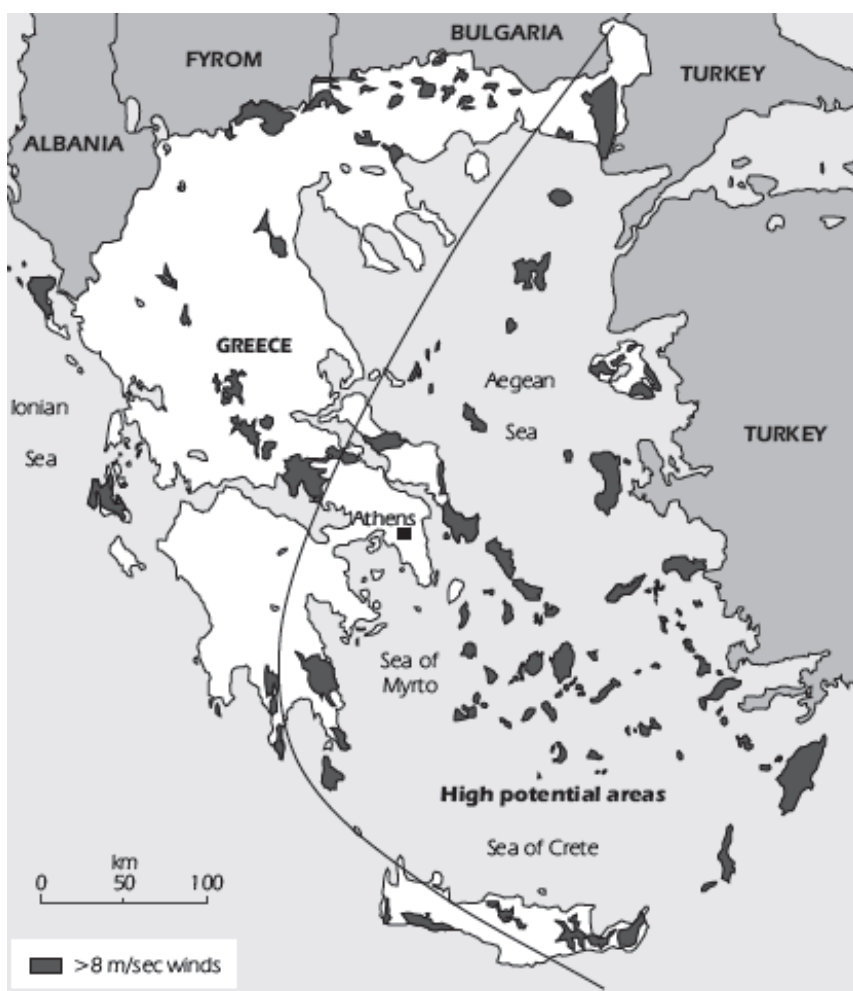 BULGARIA
FYROM
TURKEY
ALBANIA
GREECE
Aegean
Sea
Ionian
Sea
TURKEY
Athens
Sea of
Myrto
High potential areas
Sea of Crete
km
0 50 100
>8 m/sec winds